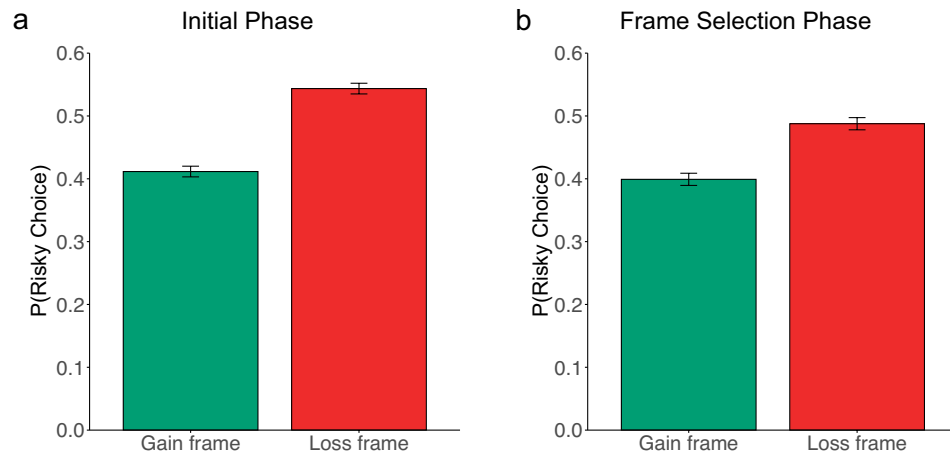 a
Initial Phase
P(Risky Choice)
0.6
0.5
0.4
0.3
0.2
0.1
0.0
Gain frame
Loss frame
b
Frame Selection Phase
P(Risky Choice)
0.6
0.5
0.4
0.3
0.2
0.1
0.0
Gain frame
Loss frame